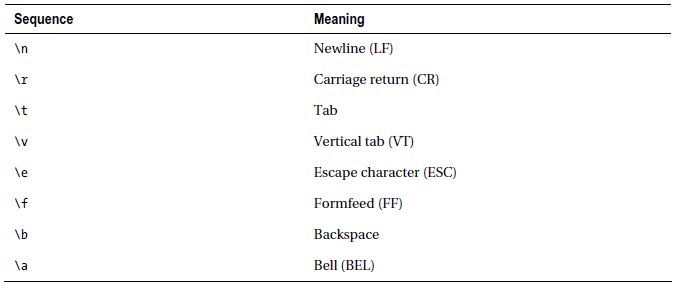 Sequence Meaning
\n Newline (LF)
\r Carriage return (CR)
\t Tab
\v Vertical tab (VT)
\e Escape character (ESC)
\f Formfeed (FF)
\b Backspace
\a Bell (BEL)